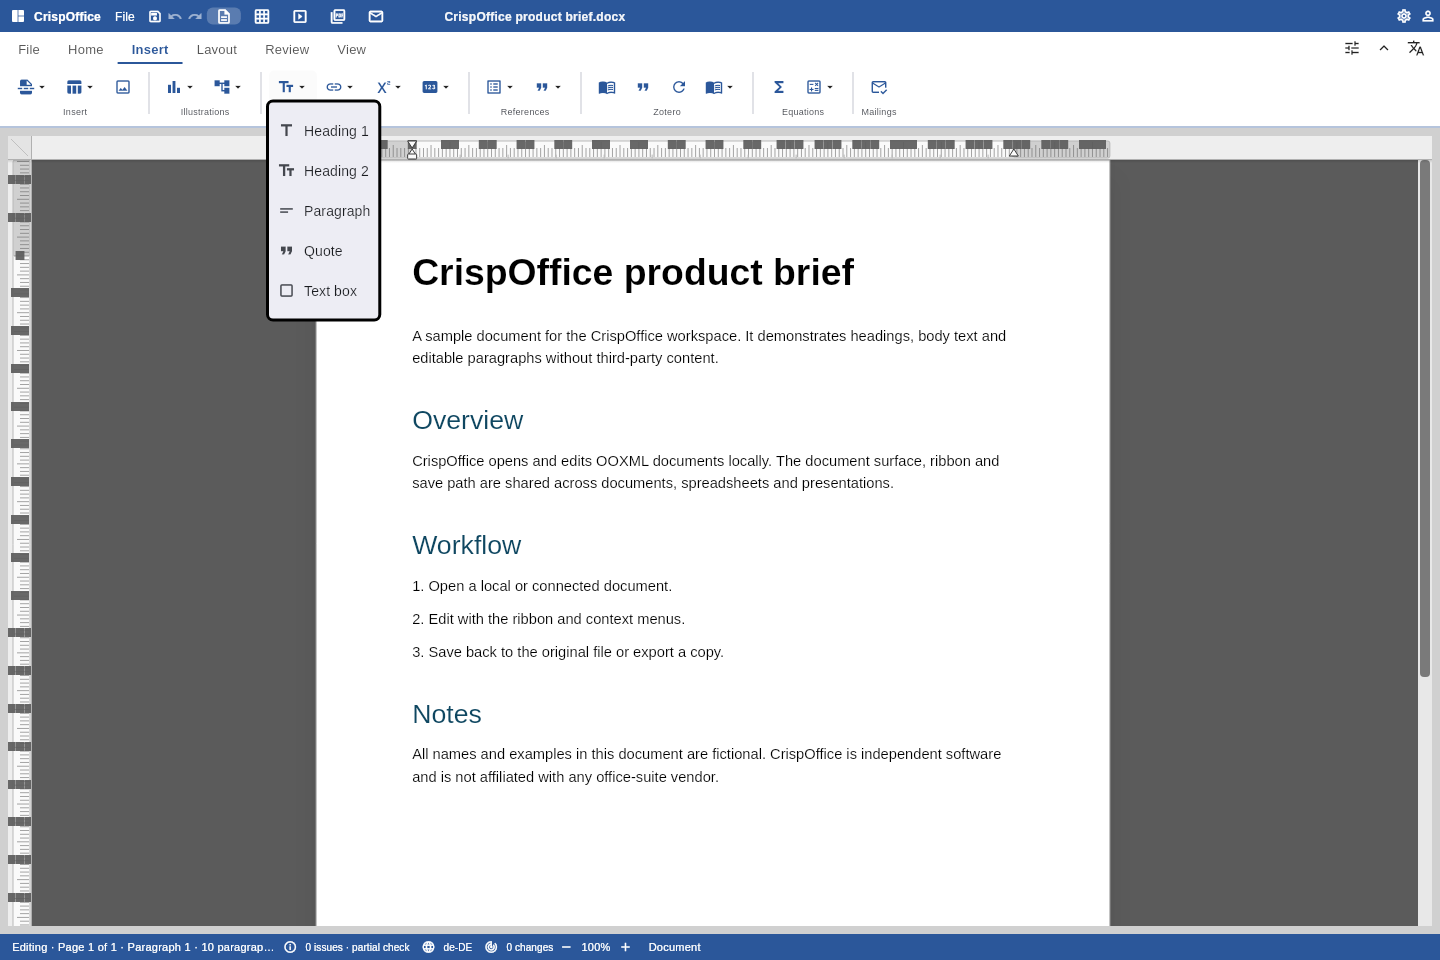 CrispOffice File CrispOffice product brief.docx
File Home Insert Layout Review View
Insert Illustrations References Zotero Equations Mailings
Heading 1
Heading 2
Paragraph
Quote
Text box
CrispOffice product brief
A sample document for the CrispOffice workspace. It demonstrates headings, body text and
editable paragraphs without third-party content.
Overview
CrispOffice opens and edits OOXML documents locally. The document surface, ribbon and
save path are shared across documents, spreadsheets and presentations.
Workflow
1. Open a local or connected document.
2. Edit with the ribbon and context menus.
3. Save back to the original file or export a copy.
Notes
All names and examples in this document are fictional. CrispOffice is independent software
and is not affiliated with any office-suite vendor.
Editing · Page 1 of 1 · Paragraph 1 · 10 paragrap… 0 issues · partial check de-DE 0 changes 100% Document